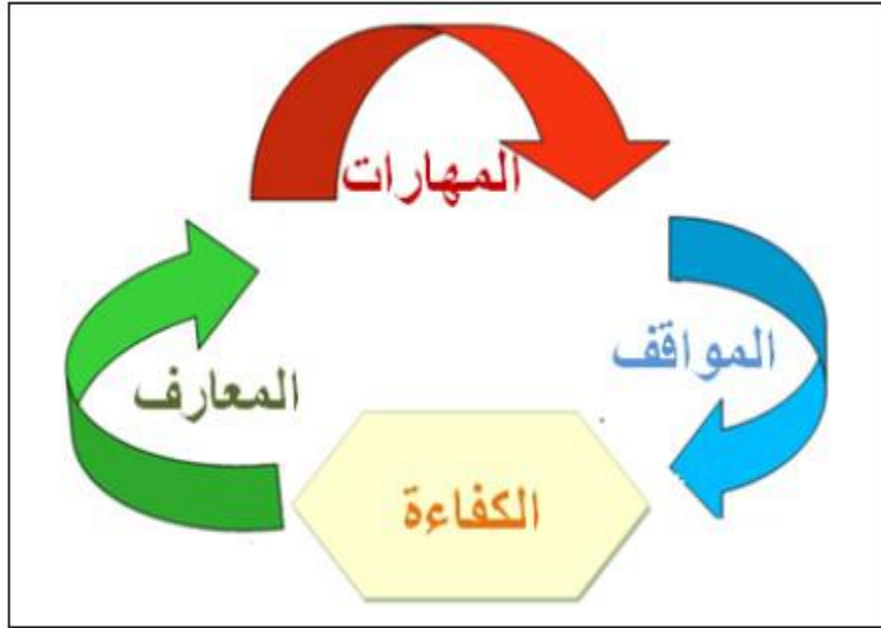 المهارات
المواقف
المعارف
الكفاءة